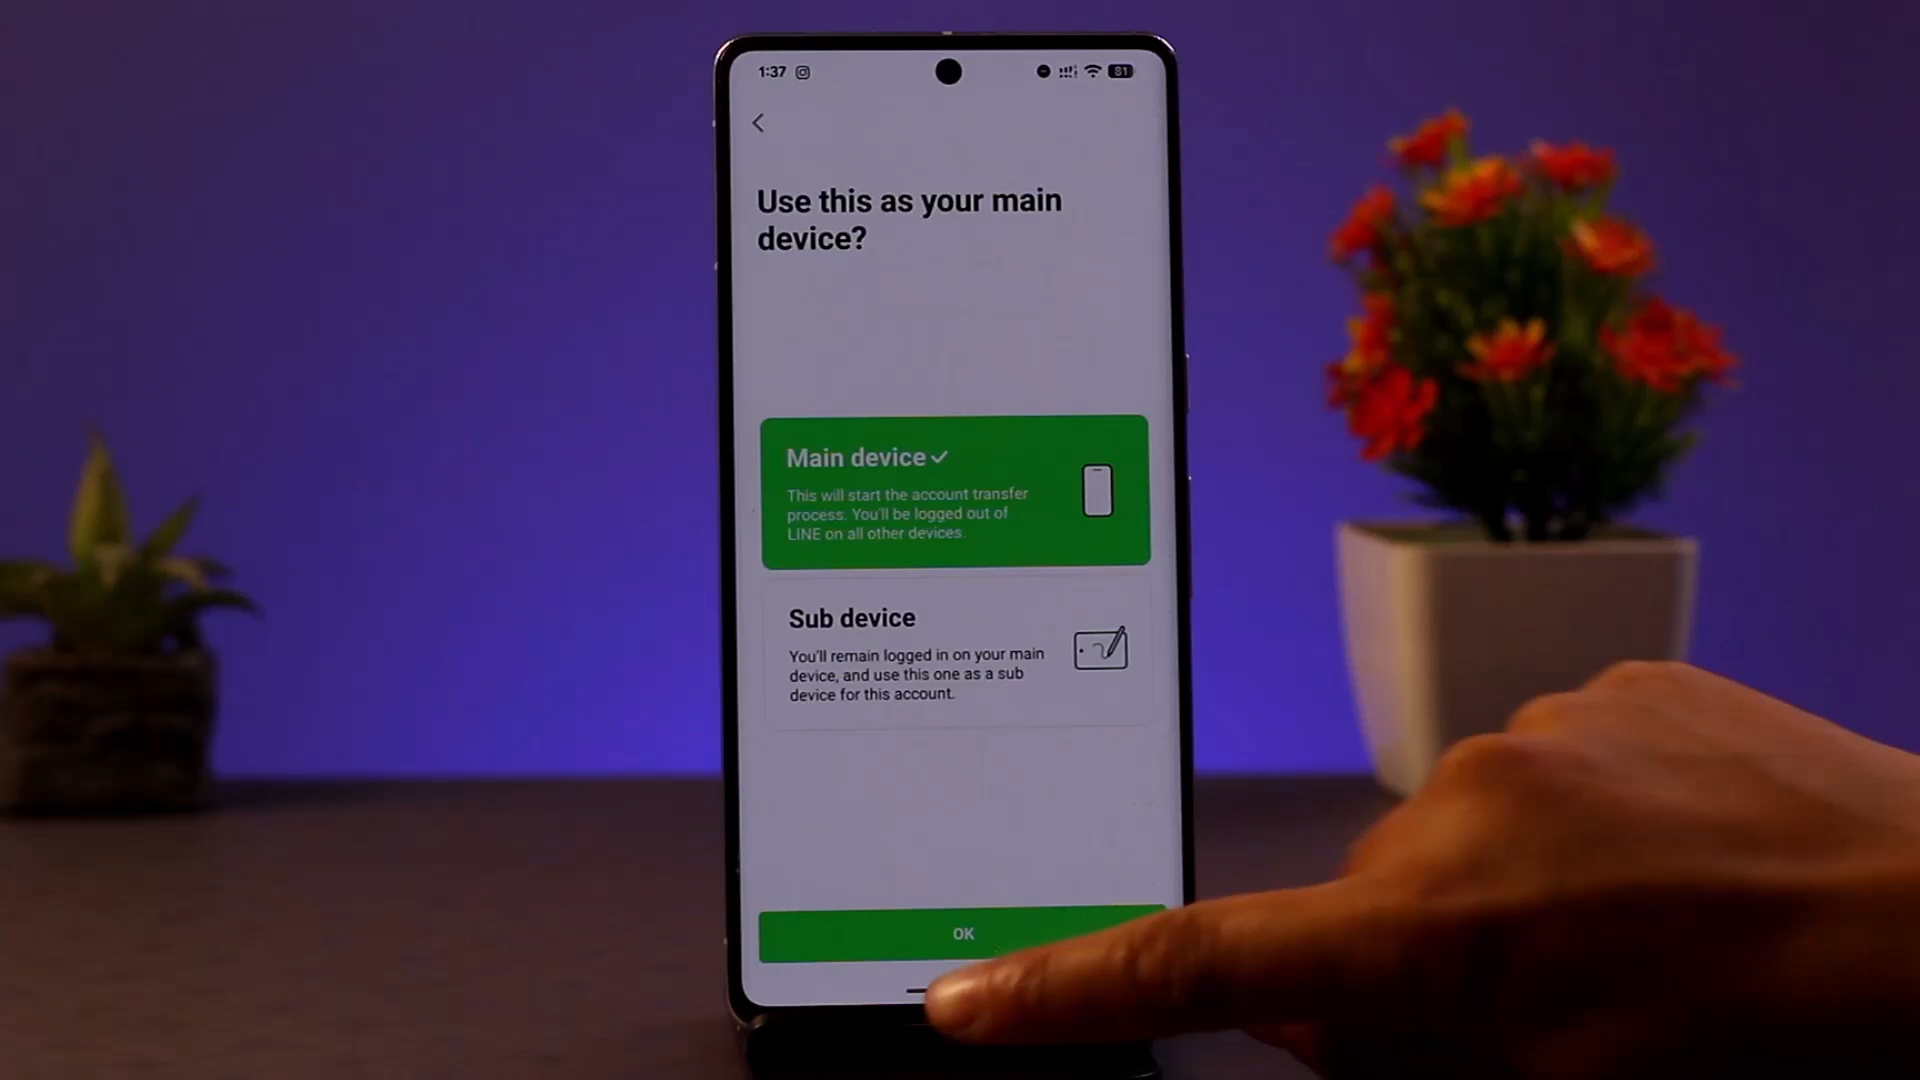 1:37
81
Use this as your main
device?
Main device
This will start the account transfer
process. You'll be logged out of
LINE on all other devices.
Sub device
You'll remain logged in on your main
device, and use this one as a sub
device for this account.
OK